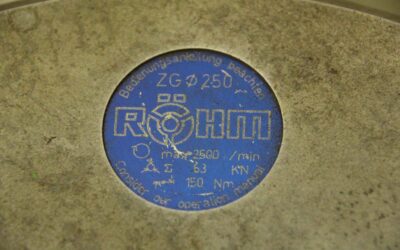 Bedienungsanleitung beachten
ZG ⌀ 250
RÖHM
max 2500 /min
Σ 63 KN
150 Nm
Consider our operation manual